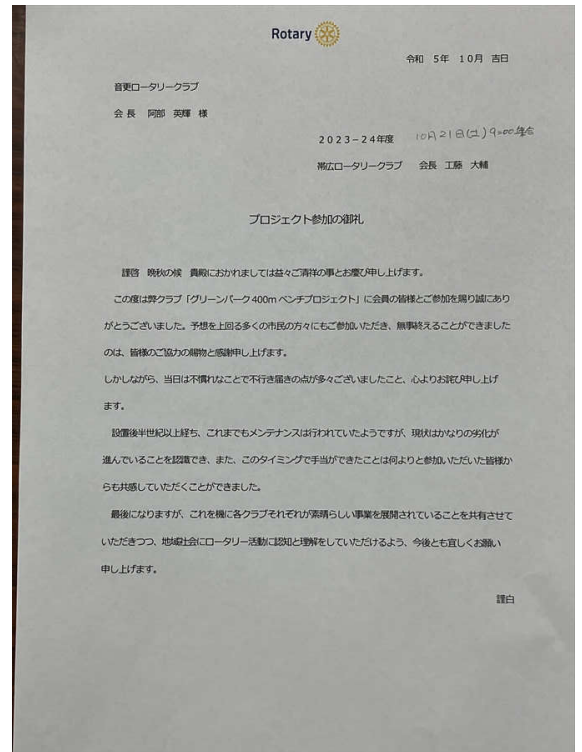 Rotary
令和 5年 10月 吉日
音更ロータリークラブ
会長 阿部 英輝 様
2023−24年度 10月21日(土)9:00集合
帯広ロータリークラブ 会長 工藤 大輔
プロジェクト参加の御礼
謹啓 晩秋の候 貴殿におかれましては益々ご清祥の事とお慶び申し上げます。
この度は弊クラブ「グリーンパーク400mベンチプロジェクト」に会員の皆様とご参加を賜り誠にあり
がとうございました。予想を上回る多くの市民の方々にもご参加いただき、無事終えることができました
のは、皆様のご協力の賜物と感謝申し上げます。
しかしながら、当日は不慣れなことで不行き届きの点が多々ございましたこと、心よりお詫び申し上げ
ます。
設置後半世紀以上経ち、これまでもメンテナンスは行われていたようですが、現状はかなりの劣化が
進んでいることを認識でき、また、このタイミングで手当ができたことは何よりと参加いただいた皆様か
らも共感していただくことができました。
最後になりますが、これを機に各クラブそれぞれが素晴らしい事業を展開されていることを共有させて
いただきつつ、地域社会にロータリー活動に認知と理解をしていただけるよう、今後とも宜しくお願い
申し上げます。
謹白